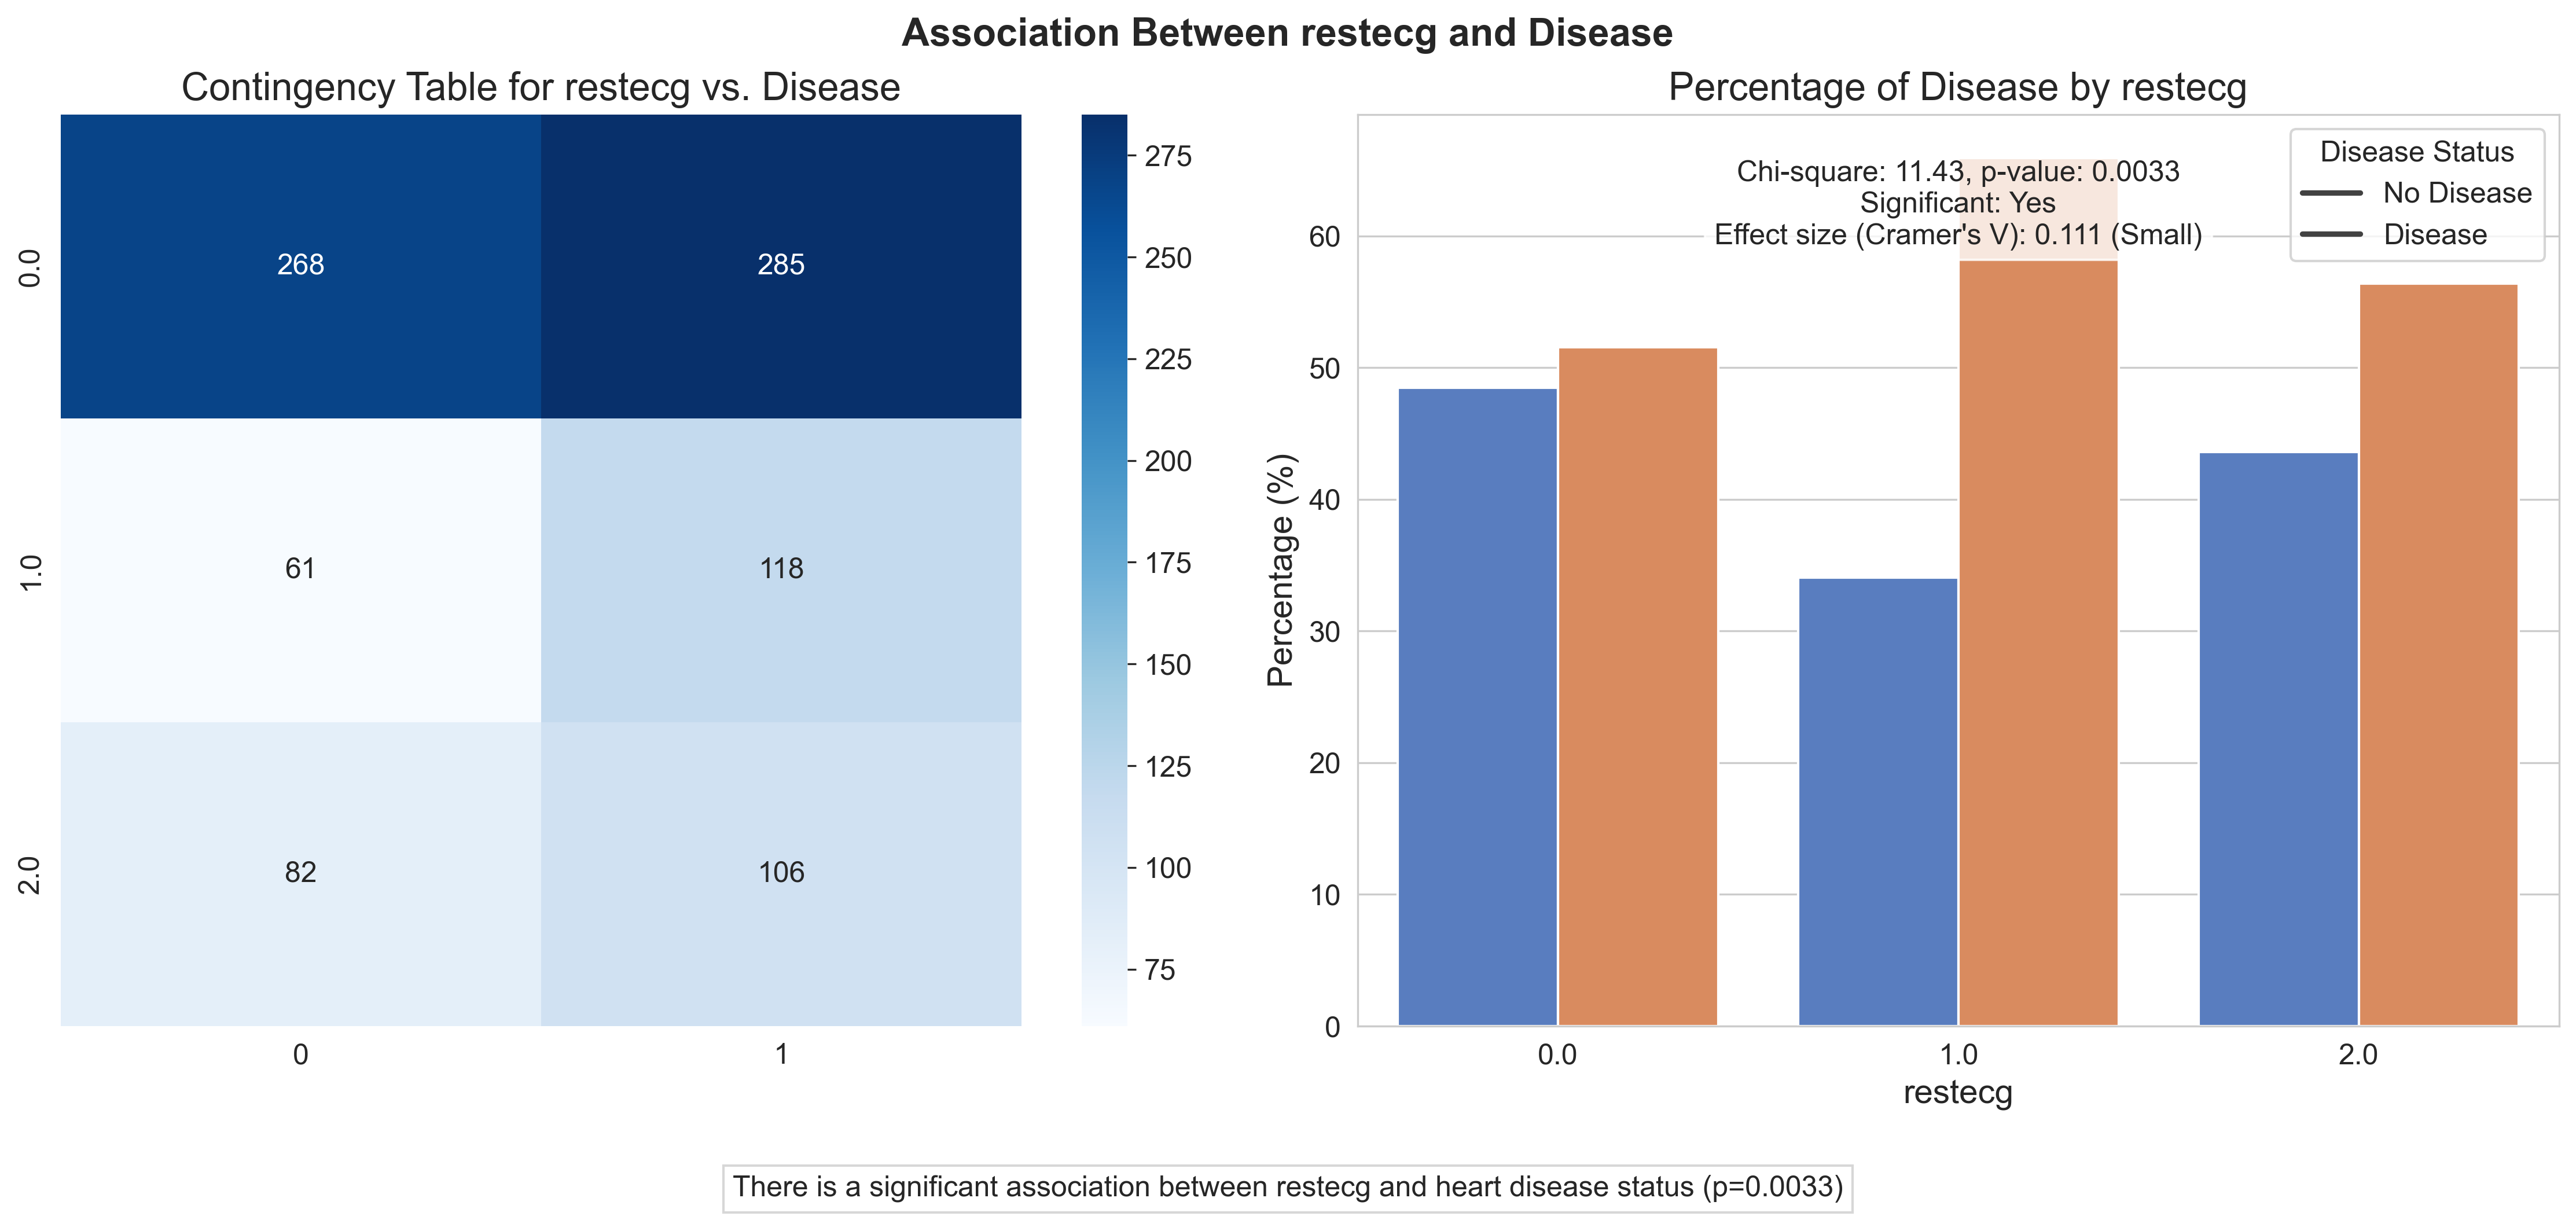 Association Between restecg and Disease
Contingency Table for restecg vs. Disease
0.0
268
285
1.0
61
118
2.0
82
106
0
1
275
250
225
200
175
150
125
100
75
Percentage of Disease by restecg
Chi-square: 11.43, p-value: 0.0033
Significant: Yes
Effect size (Cramer's V): 0.111 (Small)
Disease Status
No Disease
Disease
Percentage (%)
60
50
40
30
20
10
0
0.0
1.0
2.0
restecg
There is a significant association between restecg and heart disease status (p=0.0033)